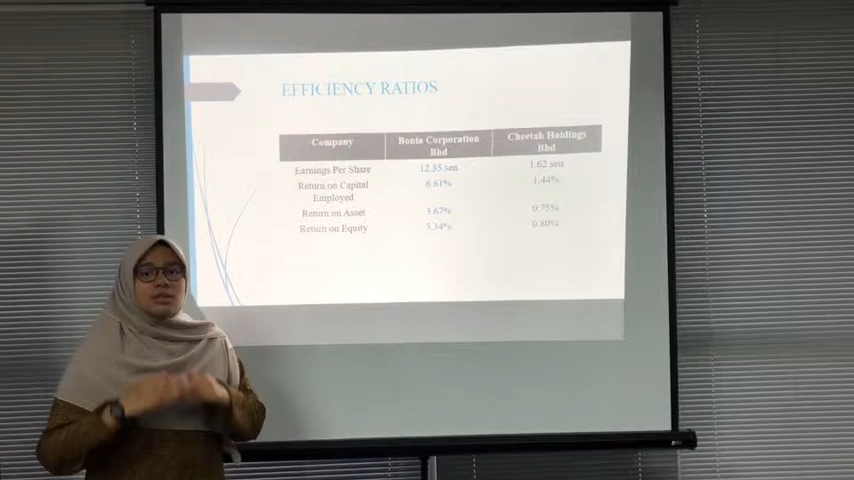 EFFICIENCY RATIOS
Company Bonia Corporation Bhd Cheetah Holdings Bhd
Earnings Per Share 12.35 sen 1.62 sen
Return on Capital Employed 6.61% 1.44%
Return on Asset 3.67% 0.75%
Return on Equity 5.34% 0.80%